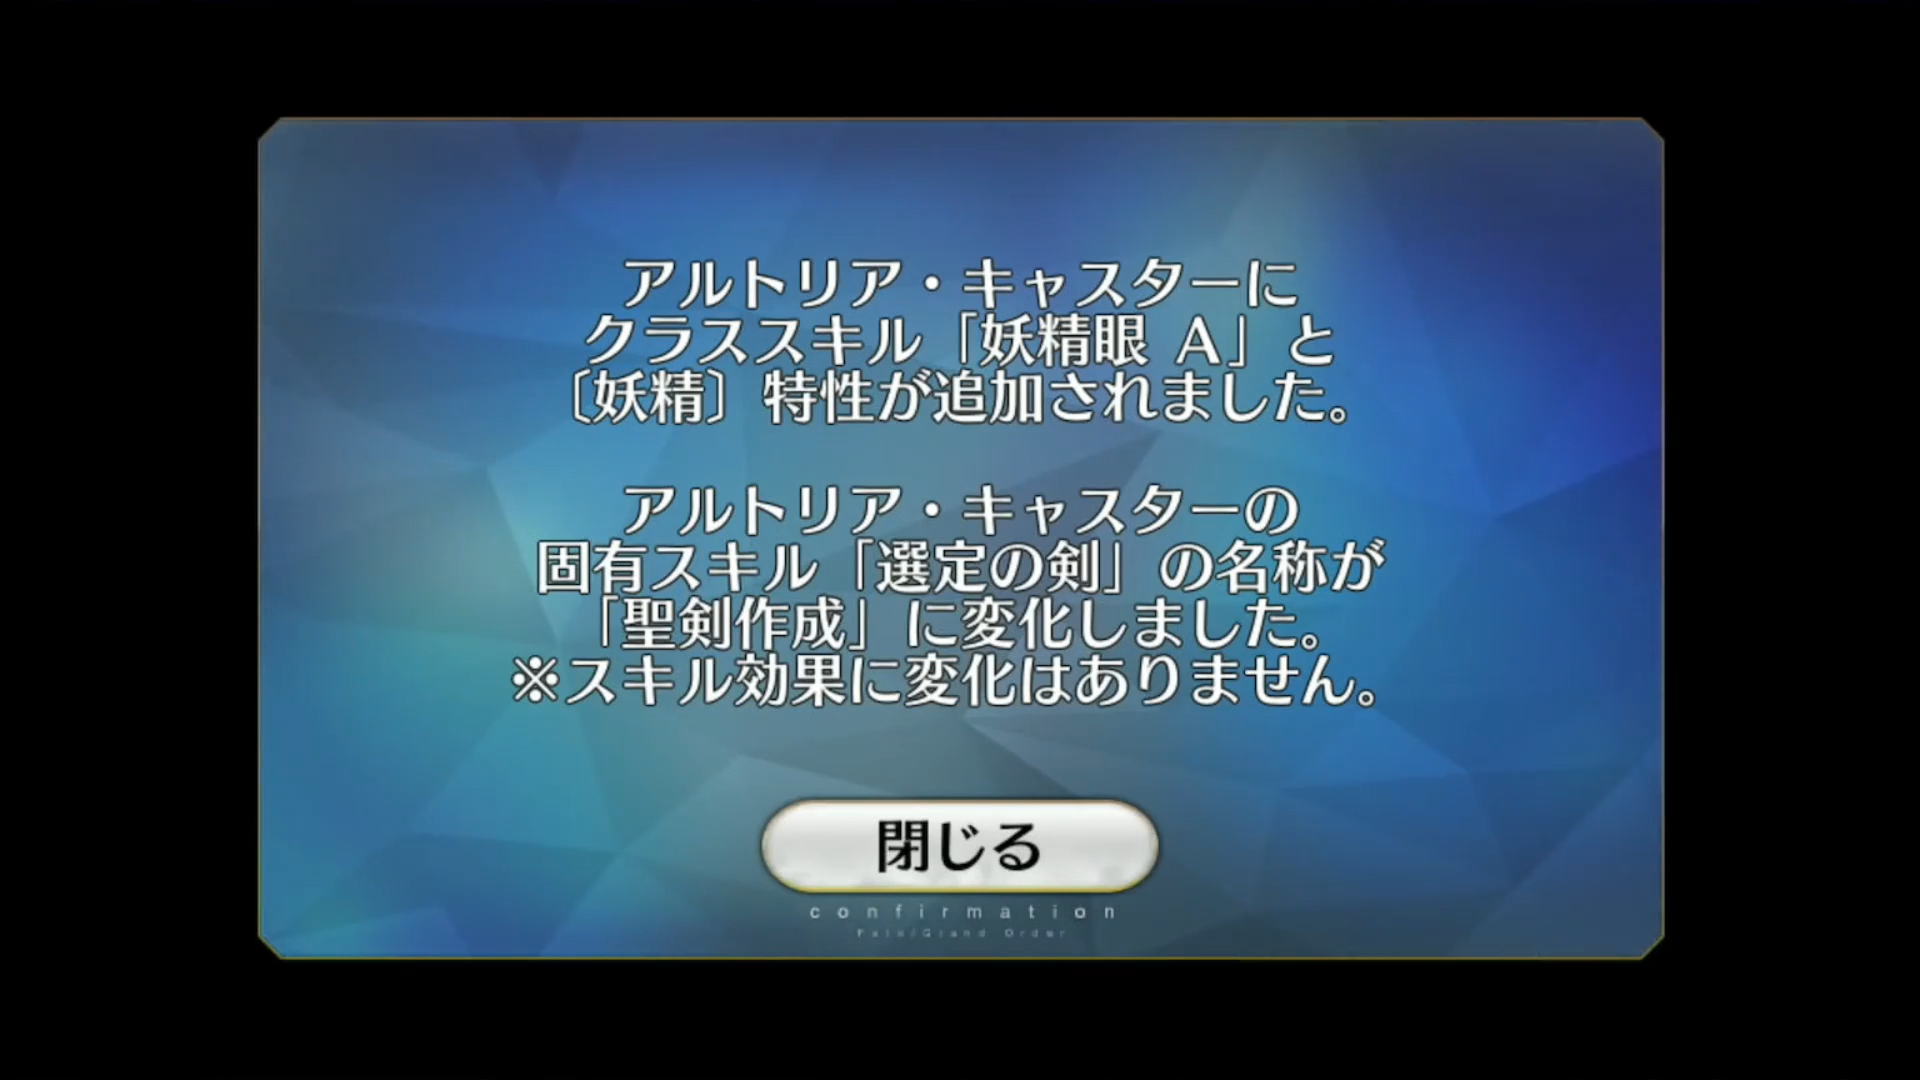 アルトリア・キャスターに
クラススキル「妖精眼 A」と
〔妖精〕特性が追加されました。
アルトリア・キャスターの
固有スキル「選定の剣」の名称が
「聖剣作成」に変化しました。
※スキル効果に変化はありません。
閉じる
confirmation
Fate/Grand Order